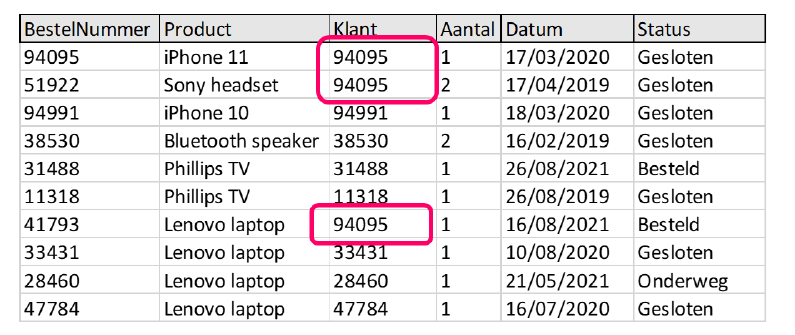 BestelNummer Product Klant Aantal Datum Status
94095 iPhone 11 94095 1 17/03/2020 Gesloten
51922 Sony headset 94095 2 17/04/2019 Gesloten
94991 iPhone 10 94991 1 18/03/2020 Gesloten
38530 Bluetooth speaker 38530 2 16/02/2019 Gesloten
31488 Phillips TV 31488 1 26/08/2021 Besteld
11318 Phillips TV 11318 1 26/08/2019 Gesloten
41793 Lenovo laptop 94095 1 16/08/2021 Besteld
33431 Lenovo laptop 33431 1 10/08/2020 Gesloten
28460 Lenovo laptop 28460 1 21/05/2021 Onderweg
47784 Lenovo laptop 47784 1 16/07/2020 Gesloten